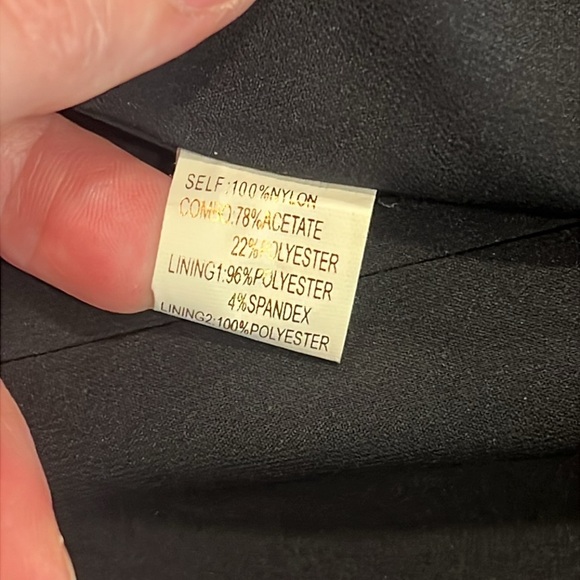 SELF:100%NYLON
COMBO:78%ACETATE
22%POLYESTER
LINING1:96%POLYESTER
4%SPANDEX
LINING2:100%POLYESTER